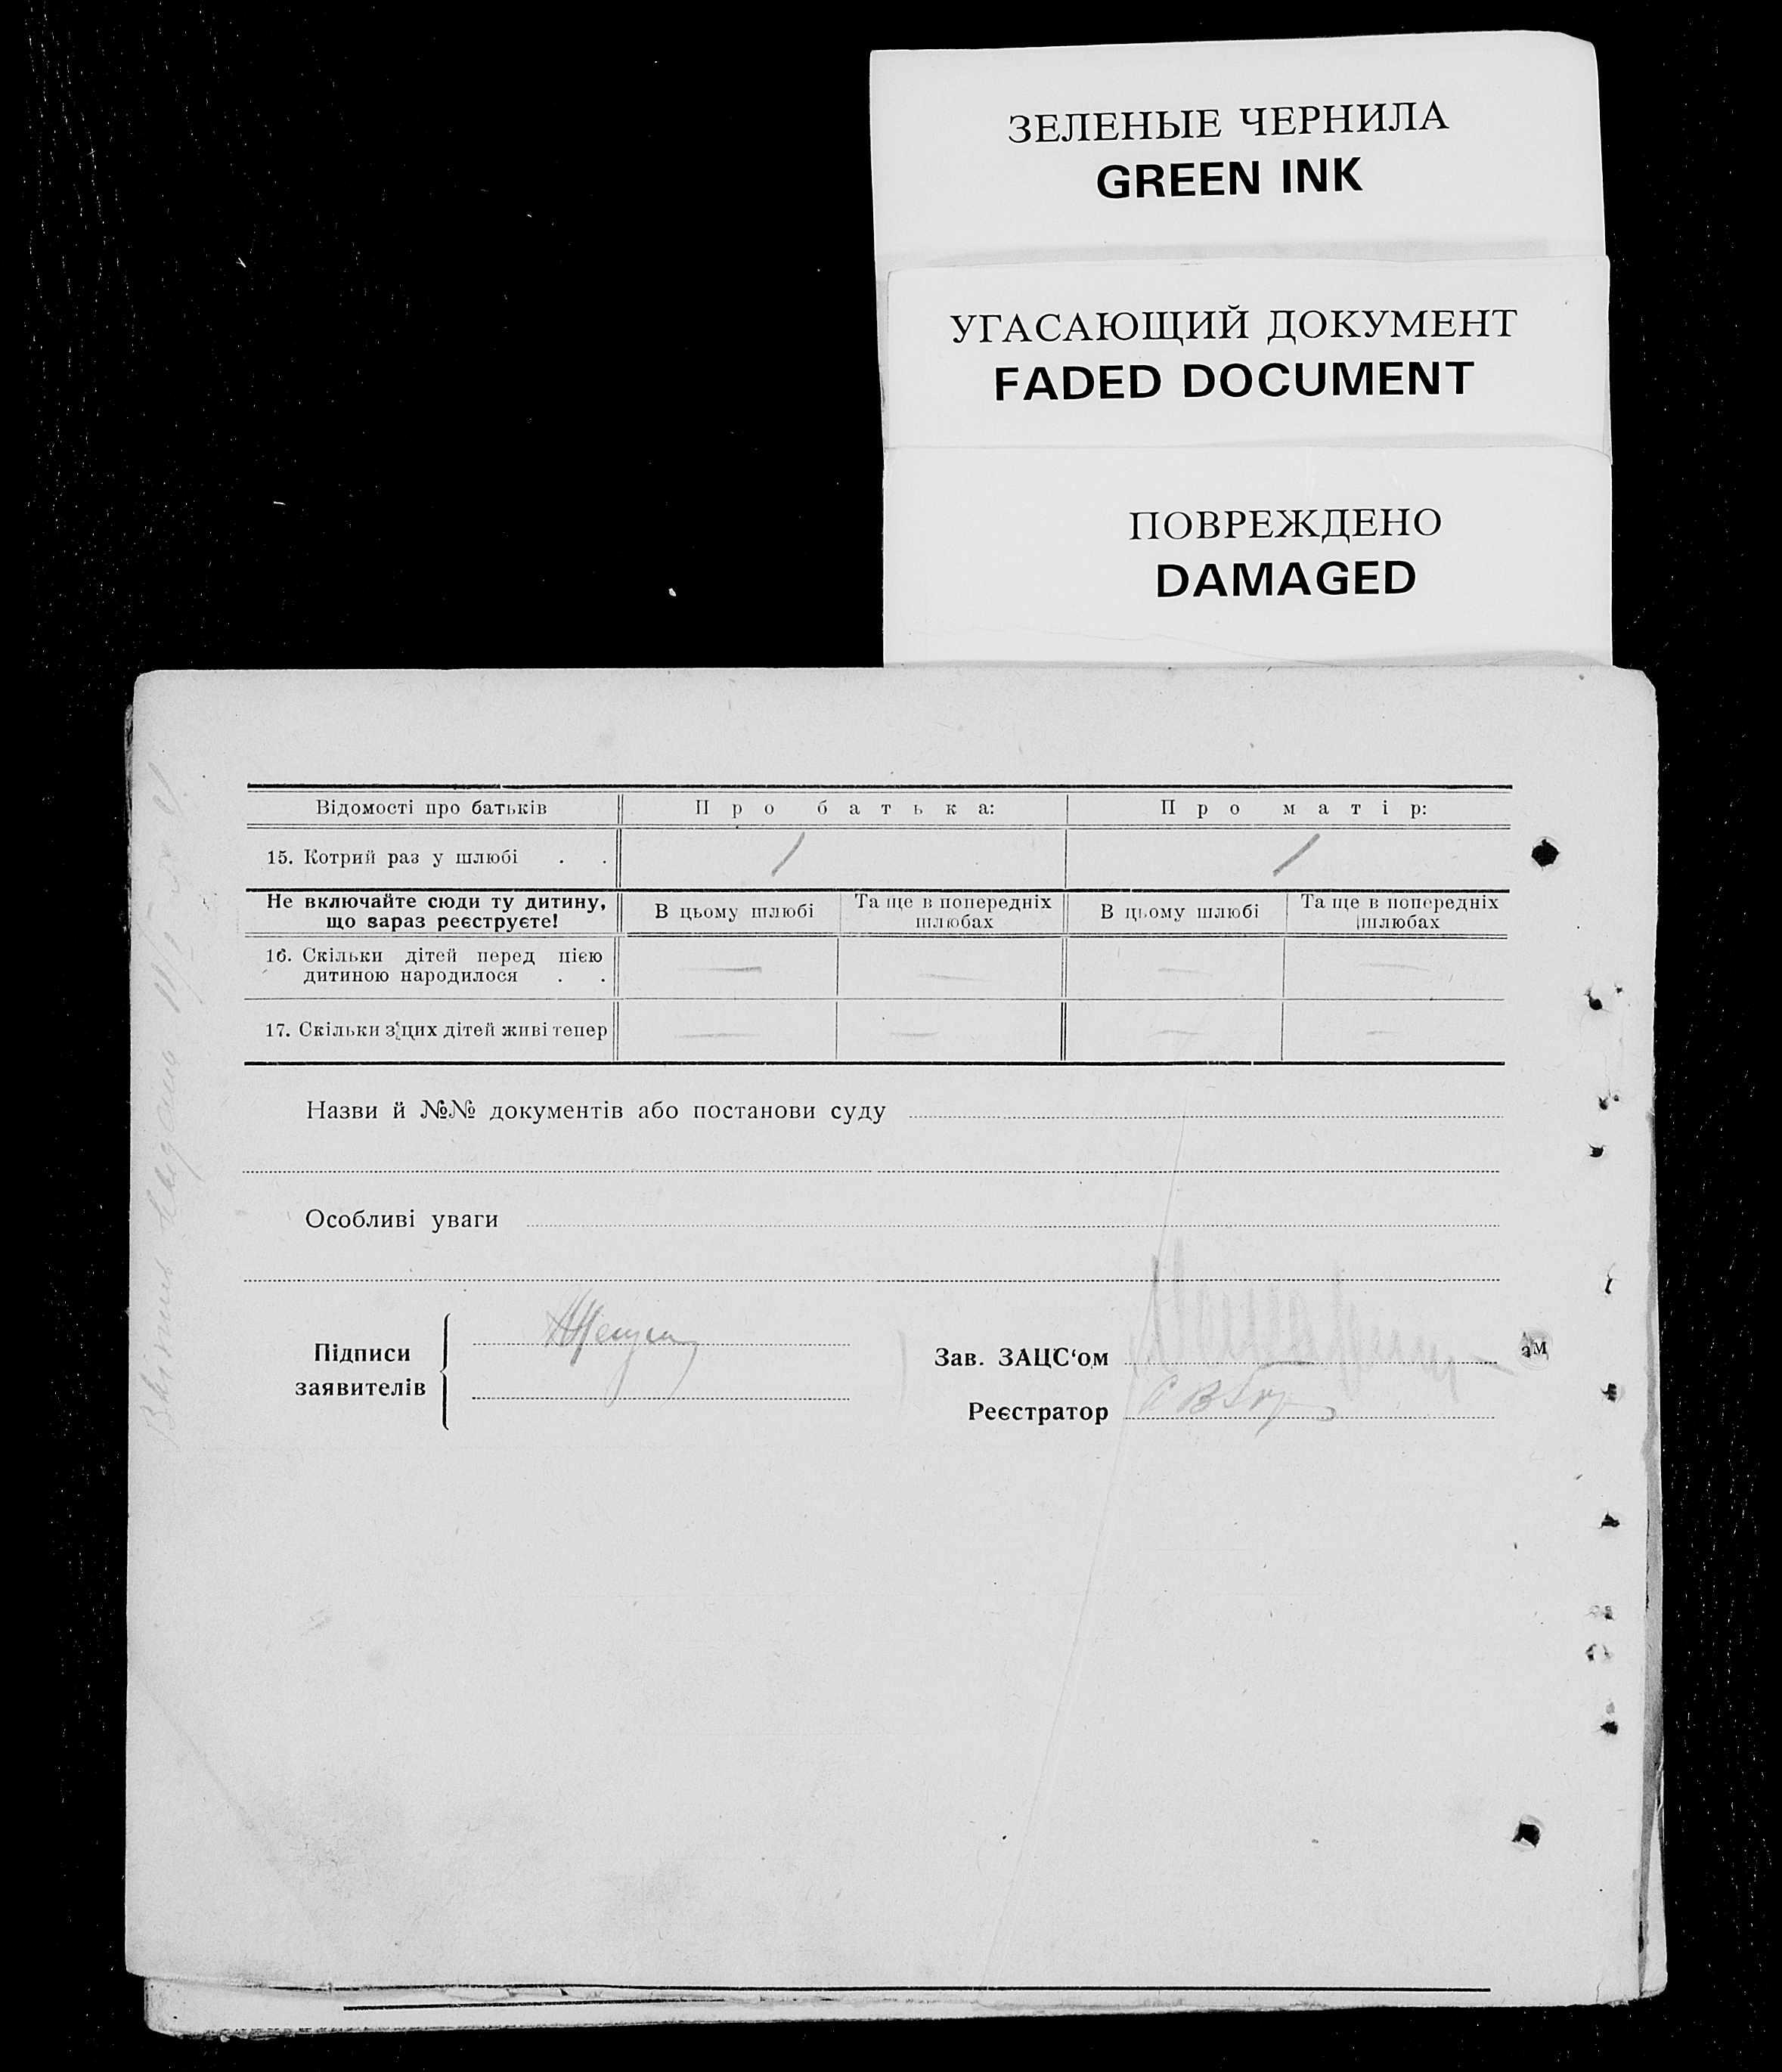 ЗЕЛЕНЫЕ ЧЕРНИЛА
GREEN INK
УГАСАЮЩИЙ ДОКУМЕНТ
FADED DOCUMENT
ПОВРЕЖДЕНО
DAMAGED
Відомості про батьків Про батька: Про матір:
15. Котрий раз у шлюбі . . / /
Не включайте сюди ту дитину, що зараз реєструєте! В цьому шлюбі Та ще в попередніх шлюбах В цьому шлюбі Та ще в попередніх шлюбах
16. Скільки дітей перед цією дитиною народилося . . — — — —
17. Скільки з цих дітей живі тепер — — — —
Назви й №№ документів або постанови суду
Особливі уваги
Підписи заявителів
Зав. ЗАЦС‘ом
Реєстратор